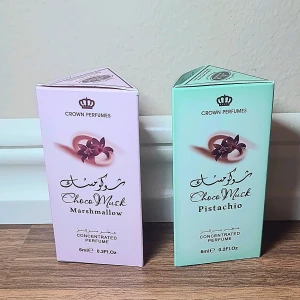 CROWN PERFUMES
شوكو مسك
Choco Musk
Marshmallow
CONCENTRATED
PERFUME
6ml e 0.2Fl.Oz
CROWN PERFUMES
شوكو مسك
Choco Musk
Pistachio
CONCENTRATED
PERFUME
6ml e 0.2Fl.Oz